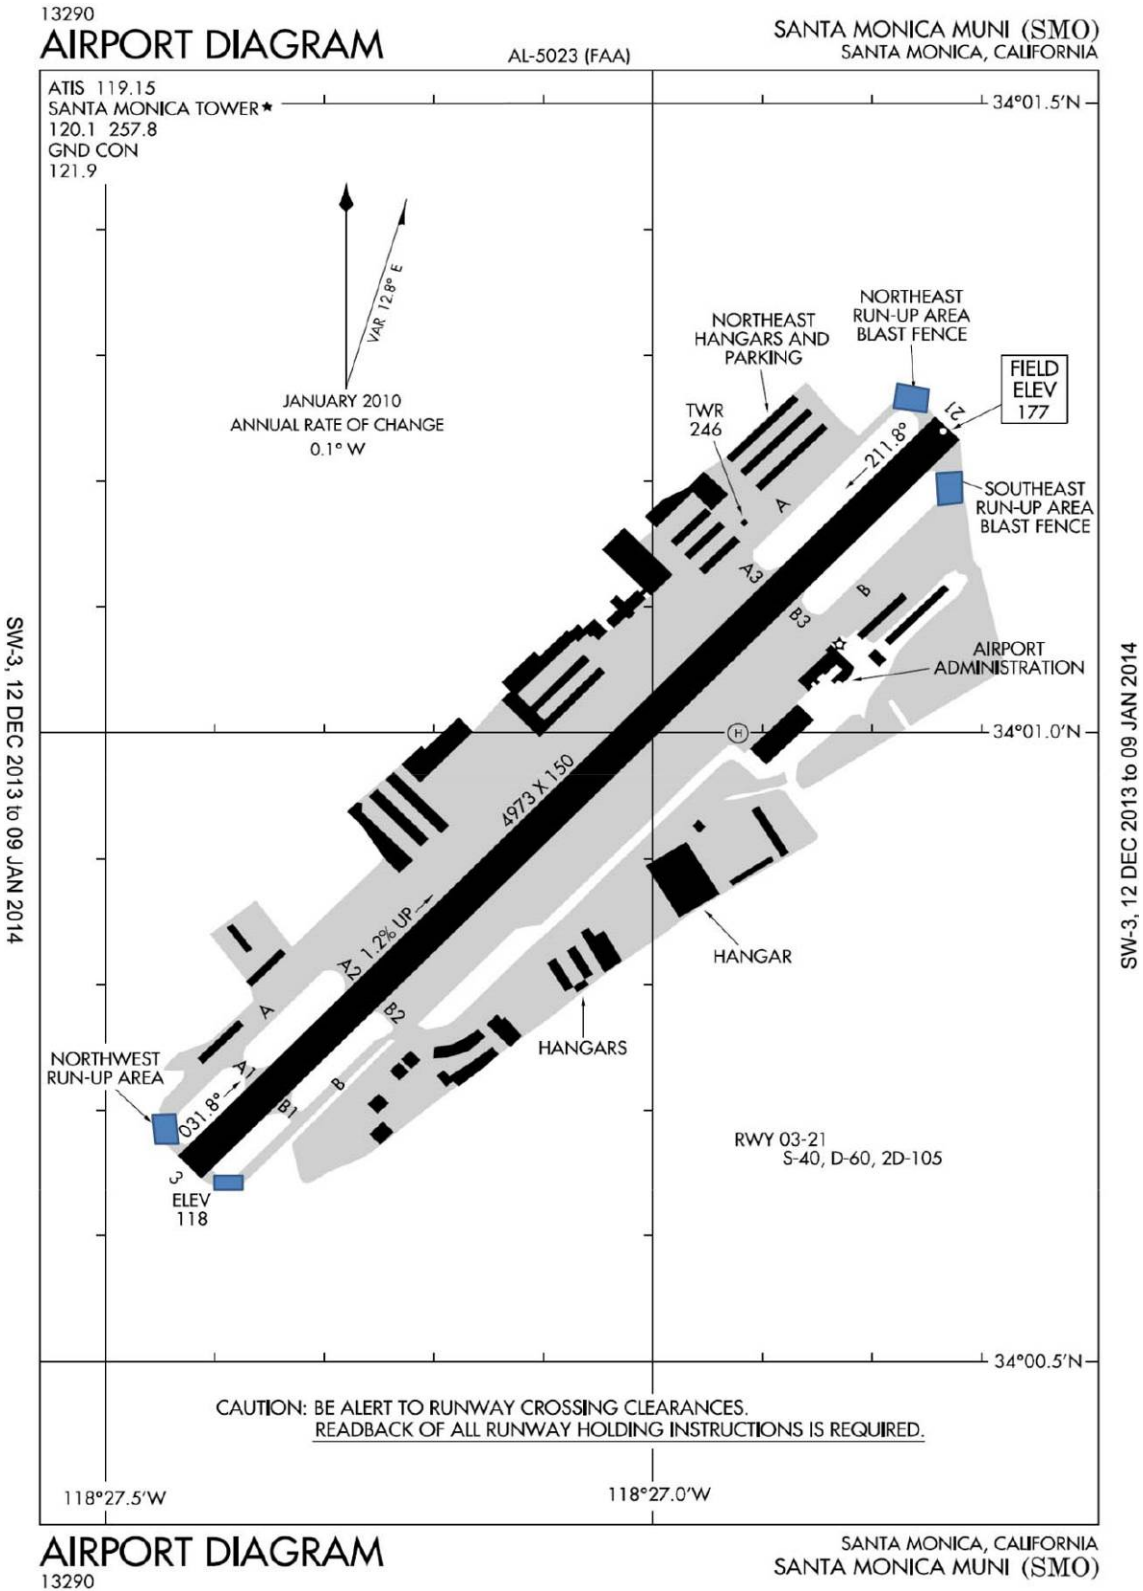 13290
AIRPORT DIAGRAM
AL-5023 (FAA)
SANTA MONICA MUNI (SMO)
SANTA MONICA, CALIFORNIA
ATIS 119.15
SANTA MONICA TOWER★
120.1 257.8
GND CON
121.9
34°01.5'N
VAR 12.8° E
JANUARY 2010
ANNUAL RATE OF CHANGE
0.1° W
NORTHEAST
RUN-UP AREA
BLAST FENCE
NORTHEAST
HANGARS AND
PARKING
FIELD
ELEV
177
TWR
246
21
211.8°
SOUTHEAST
RUN-UP AREA
BLAST FENCE
A
A3
B
B3
AIRPORT
ADMINISTRATION
H
34°01.0'N
4973 X 150
1.2% UP
HANGAR
A2
A
B2
HANGARS
NORTHWEST
RUN-UP AREA
A1
031.8°
B
B1
3
ELEV
118
RWY 03-21
S-40, D-60, 2D-105
34°00.5'N
CAUTION: BE ALERT TO RUNWAY CROSSING CLEARANCES.
READBACK OF ALL RUNWAY HOLDING INSTRUCTIONS IS REQUIRED.
118°27.5'W
118°27.0'W
SW-3, 12 DEC 2013 to 09 JAN 2014
SW-3, 12 DEC 2013 to 09 JAN 2014
AIRPORT DIAGRAM
13290
SANTA MONICA, CALIFORNIA
SANTA MONICA MUNI (SMO)